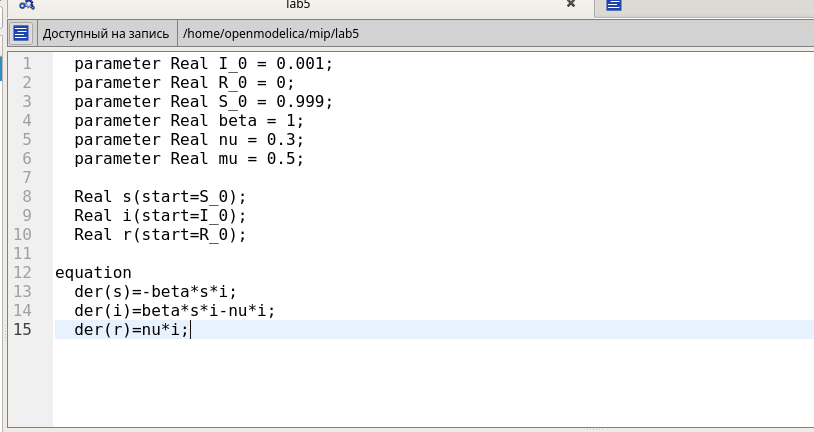 lab5
Доступный на запись /home/openmodelica/mip/lab5
1 parameter Real I_0 = 0.001;
2 parameter Real R_0 = 0;
3 parameter Real S_0 = 0.999;
4 parameter Real beta = 1;
5 parameter Real nu = 0.3;
6 parameter Real mu = 0.5;
7
8 Real s(start=S_0);
9 Real i(start=I_0);
10 Real r(start=R_0);
11
12 equation
13 der(s)=-beta*s*i;
14 der(i)=beta*s*i-nu*i;
15 der(r)=nu*i;